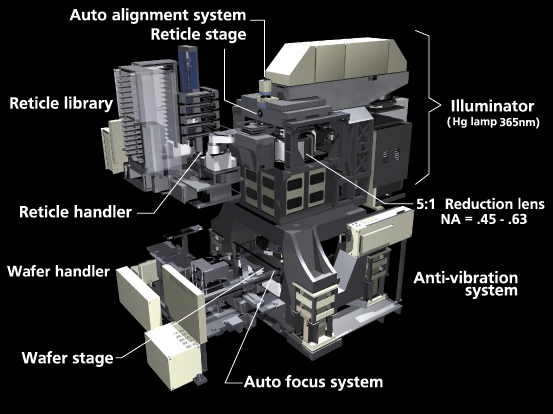 Auto alignment system
Reticle stage
Reticle library
Illuminator
(Hg lamp 365nm)
Reticle handler
5:1 Reduction lens
NA = .45 - .63
Wafer handler
Anti-vibration
system
Wafer stage
Auto focus system